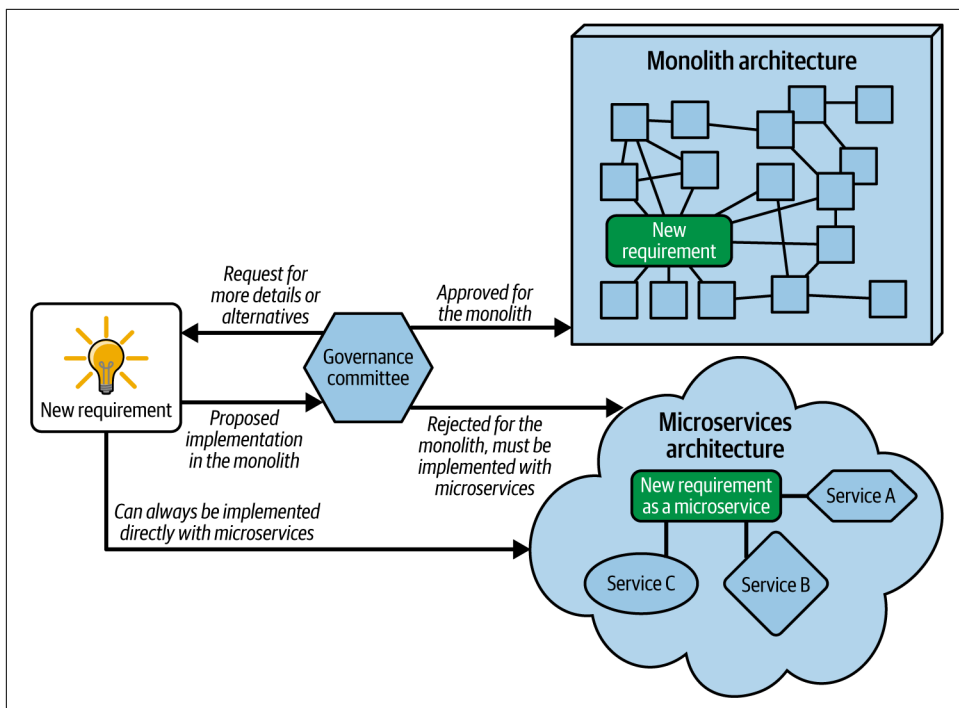 Monolith architecture
New
requirement
Request for
more details or
alternatives
Approved for
the monolith
Governance
committee
New requirement
Proposed
implementation
in the monolith
Rejected for the
monolith, must be
implemented with
microservices
Microservices
architecture
New requirement
as a microservice
Service A
Can always be implemented
directly with microservices
Service C
Service B